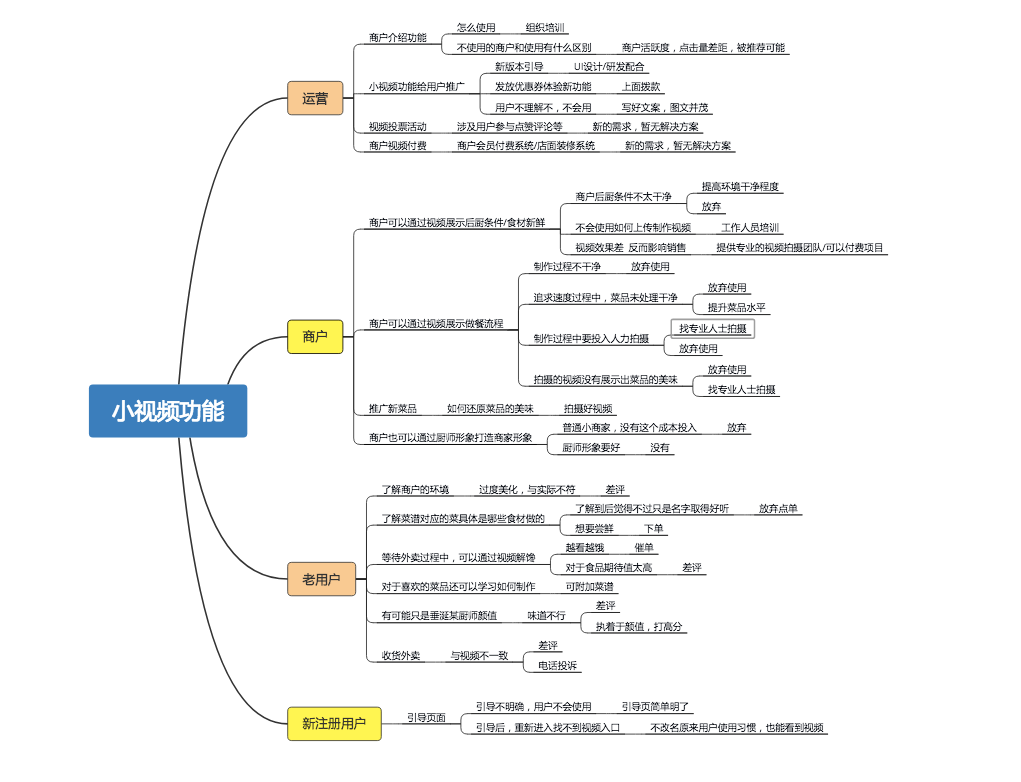 小视频功能
运营
商户介绍功能
怎么使用
组织培训
不使用的商户和使用有什么区别
商户活跃度，点击量差距，被推荐可能
小视频功能给用户推广
新版本引导
UI设计/研发配合
发放优惠券体验新功能
上面拨款
用户不理解不，不会用
写好文案，图文并茂
视频投票活动
涉及用户参与点赞评论等
新的需求，暂无解决方案
商户视频付费
商户会员付费系统/店面装修系统
新的需求，暂无解决方案
商户
商户可以通过视频展示后厨条件/食材新鲜
商户后厨条件不太干净
提高环境干净程度
放弃
不会使用如何上传制作视频
工作人员培训
视频效果差 反而影响销售
提供专业的视频拍摄团队/可以付费项目
商户可以通过视频展示做餐流程
制作过程不干净
放弃使用
追求速度过程中，菜品未处理干净
放弃使用
提升菜品水平
制作过程中要投入人力拍摄
找专业人士拍摄
放弃使用
拍摄的视频没有展示出菜品的美味
放弃使用
找专业人士拍摄
推广新菜品
如何还原菜品的美味
拍摄好视频
商户也可以通过厨师形象打造商家形象
普通小商家，没有这个成本投入
放弃
厨师形象要好
没有
老用户
了解商户的环境
过度美化，与实际不符
差评
了解菜谱对应的菜具体是哪些食材做的
了解到后觉得不过只是名字取得好听
放弃点单
想要尝鲜
下单
等待外卖过程中，可以通过视频解馋
越看越饿
催单
对于食品期待值太高
差评
对于喜欢的菜品还可以学习如何制作
可附加菜谱
有可能只是垂涎某厨师颜值
味道不行
差评
执着于颜值，打高分
收货外卖
与视频不一致
差评
电话投诉
新注册用户
引导页面
引导不明确，用户不会使用
引导页简单明了
引导后，重新进入找不到视频入口
不改名原来用户使用习惯，也能看到视频